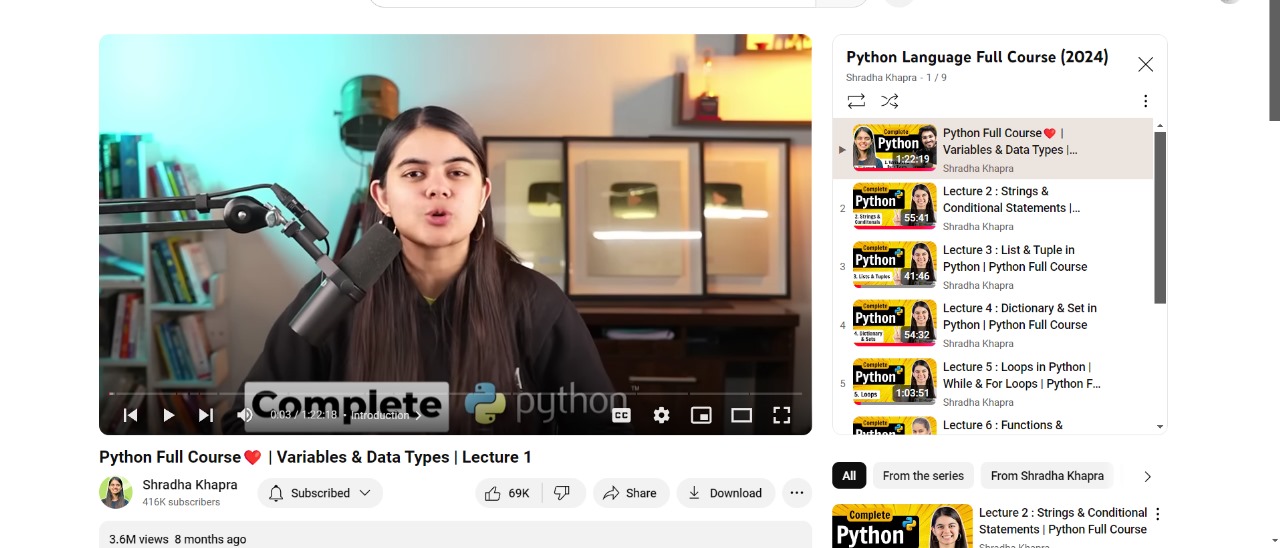 Complete
python
™
0:03 / 1:22:18 • Introduction
CC
Python Full Course❤️ | Variables & Data Types | Lecture 1
Shradha Khapra
416K subscribers
Subscribed
69K
Share
Download
3.6M views 8 months ago
Python Language Full Course (2024)
Shradha Khapra - 1 / 9
Complete
Python
1:22:19
Python Full Course❤️ |
Variables & Data Types |...
Shradha Khapra
2
Complete
Python
2. Strings &
Conditionals
55:41
Lecture 2 : Strings &
Conditional Statements |...
Shradha Khapra
3
Complete
Python
3. Lists & Tuples
41:46
Lecture 3 : List & Tuple in
Python | Python Full Course
Shradha Khapra
4
Complete
Python
4. Dictionary
& Sets
54:32
Lecture 4 : Dictionary & Set in
Python | Python Full Course
Shradha Khapra
5
Complete
Python
5. Loops
1:03:51
Lecture 5 : Loops in Python |
While & For Loops | Python F...
Shradha Khapra
Complete
Python
Lecture 6 : Functions &
All
From the series
From Shradha Khapra
Complete
Python
Lecture 2 : Strings & Conditional
Statements | Python Full Course
Shradha Khapra